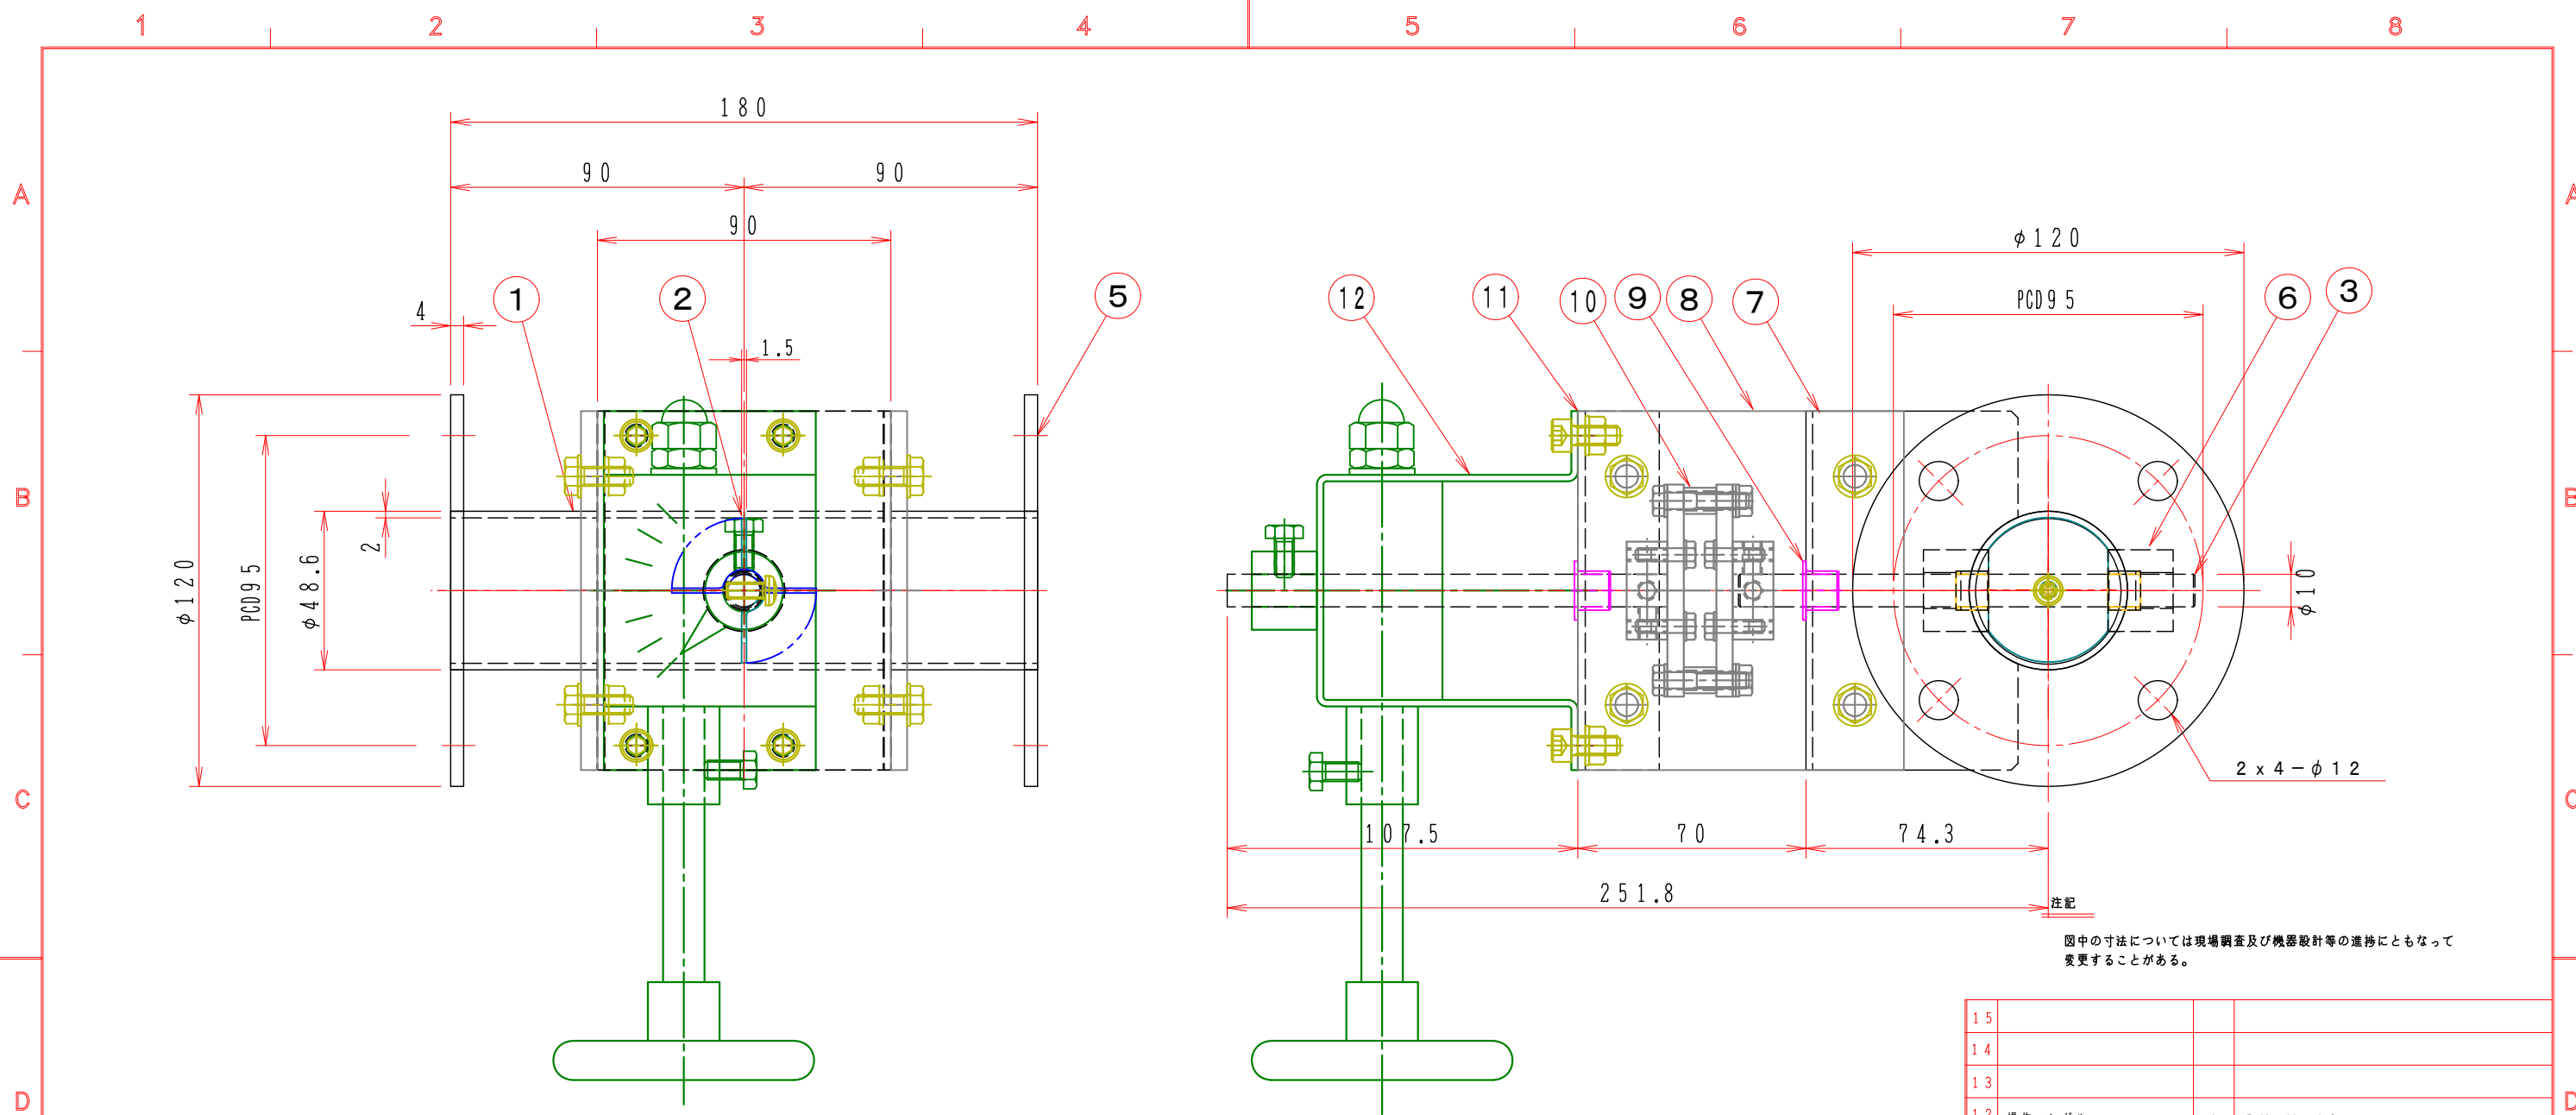 1 2 3 4 5 6 7 8
180
A A
90 90
90
φ120
1 2 5 12 11 10 9 8 7 PCD95 6 3
4
1.5
B B
2
φ120 PCD95 φ48.6 φ10
2x4-φ12
C C
107.5 70 74.3
251.8
注記
図中の寸法については現場調査及び機器設計等の進捗にともなって
変更することがある。
15
14
13
D D
12